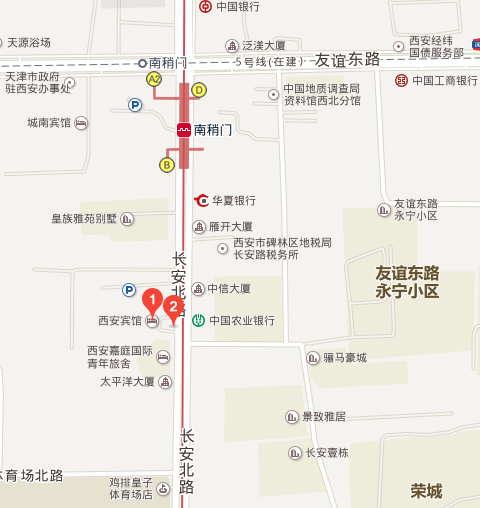 中国银行
天源浴场
泛渼大厦
西安经纬
国债服务部
南稍门
5号线(在建)
友谊东路
天津市政府
驻西安办事处
A2
D
中国工商银行
中国地质调查局
资料馆西北分馆
P
城南宾馆
南稍门
B
华夏银行
友谊东路
永宁小区
皇族雅苑别墅
雁开大厦
西安市碑林区地税局
长安路税务所
长安北路
友谊东路
永宁小区
P
中信大厦
1
2
西安宾馆
中国农业银行
西安嘉庭国际
青年旅舍
骊马豪城
太平洋大厦
景致雅居
长安北路
长安壹栋
体育场北路
鸡排皇子
体育场店
荣城